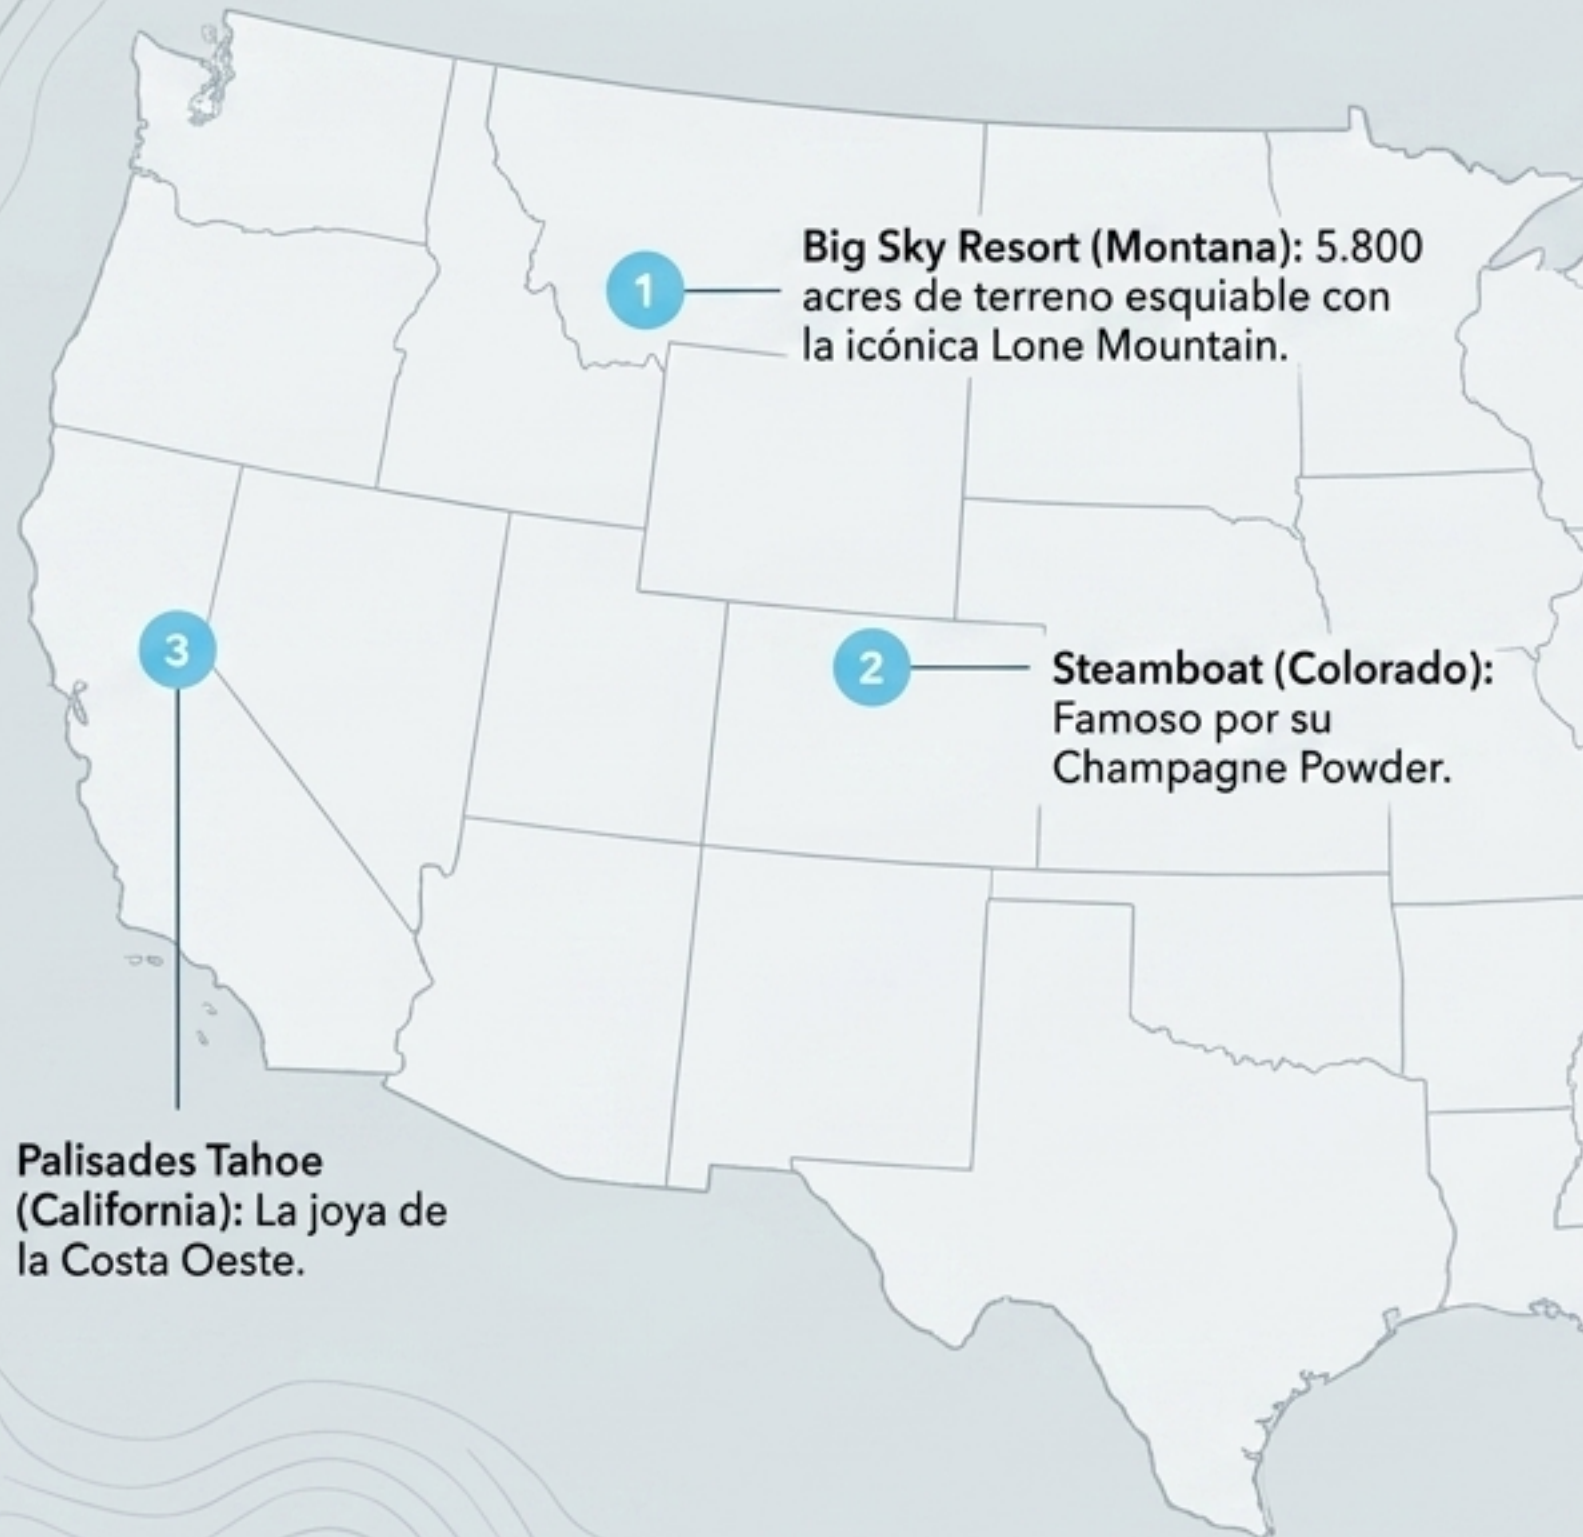 1
Big Sky Resort (Montana): 5.800
acres de terreno esquiable con
la icónica Lone Mountain.
2
Steamboat (Colorado):
Famoso por su
Champagne Powder.
3
Palisades Tahoe
(California): La joya de
la Costa Oeste.